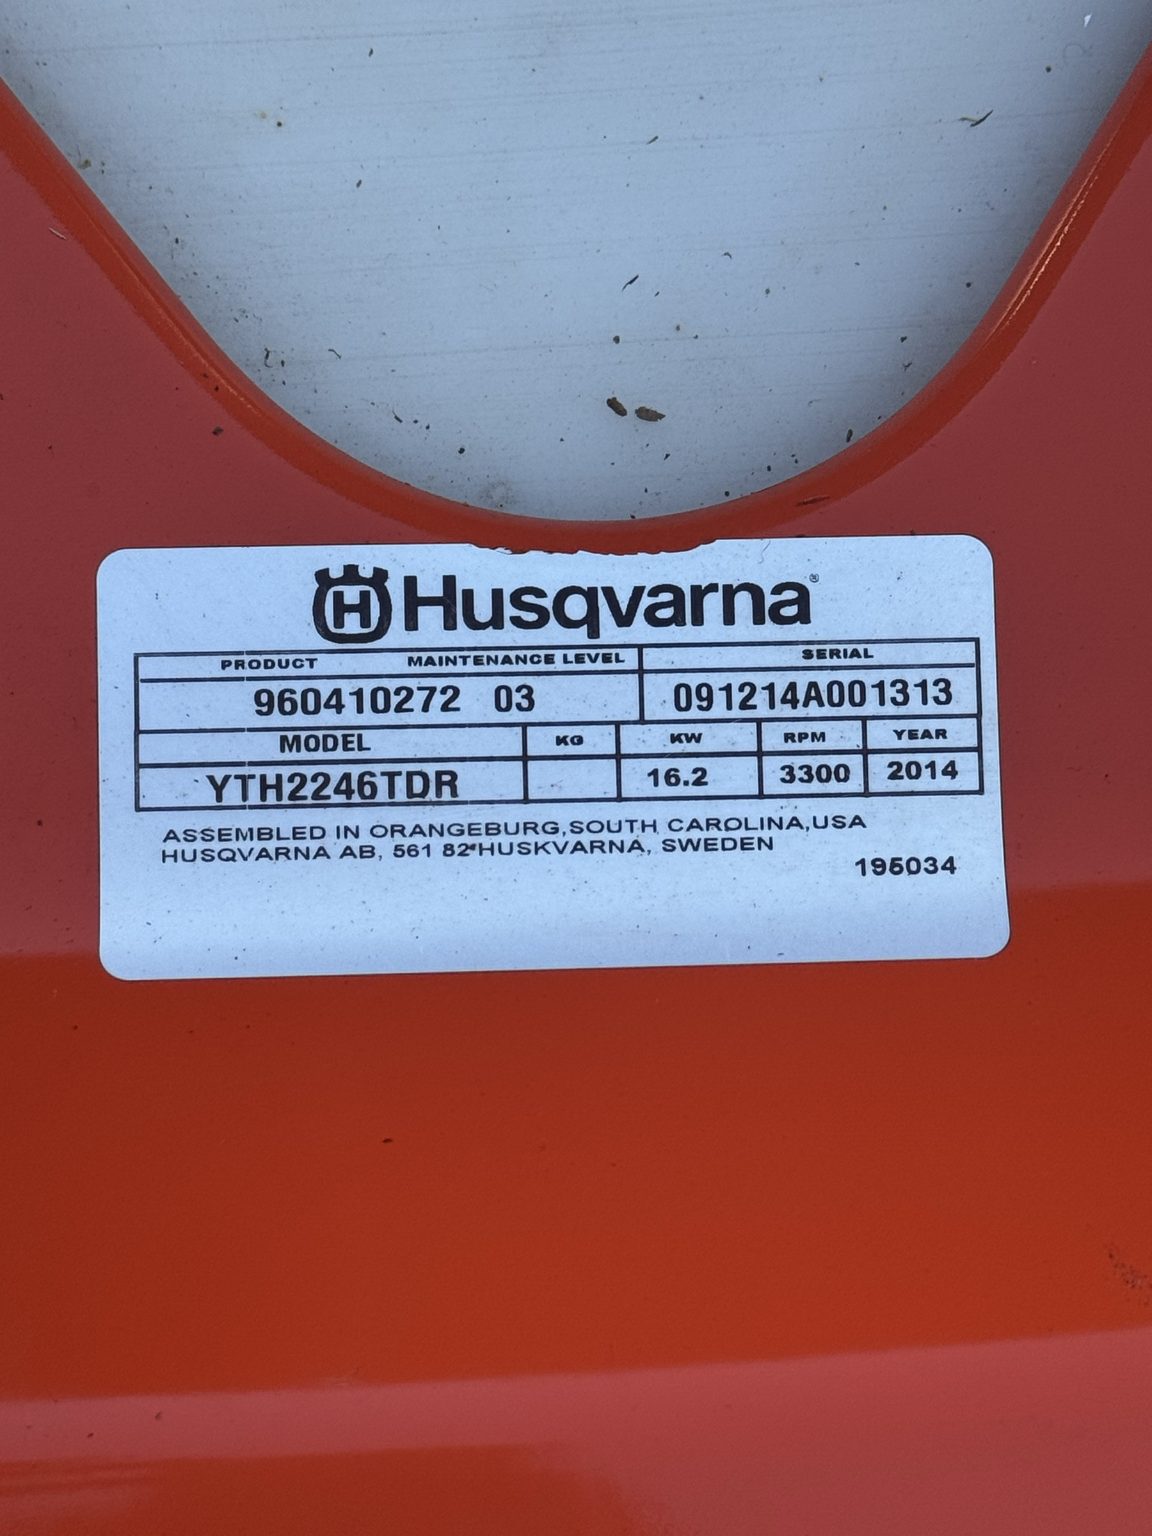 Husqvarna®
PRODUCT MAINTENANCE LEVEL SERIAL
960410272 03 091214A001313
MODEL KG KW RPM YEAR
YTH2246TDR 16.2 3300 2014
ASSEMBLED IN ORANGEBURG,SOUTH CAROLINA,USA
HUSQVARNA AB, 561 82 HUSKVARNA, SWEDEN
195034